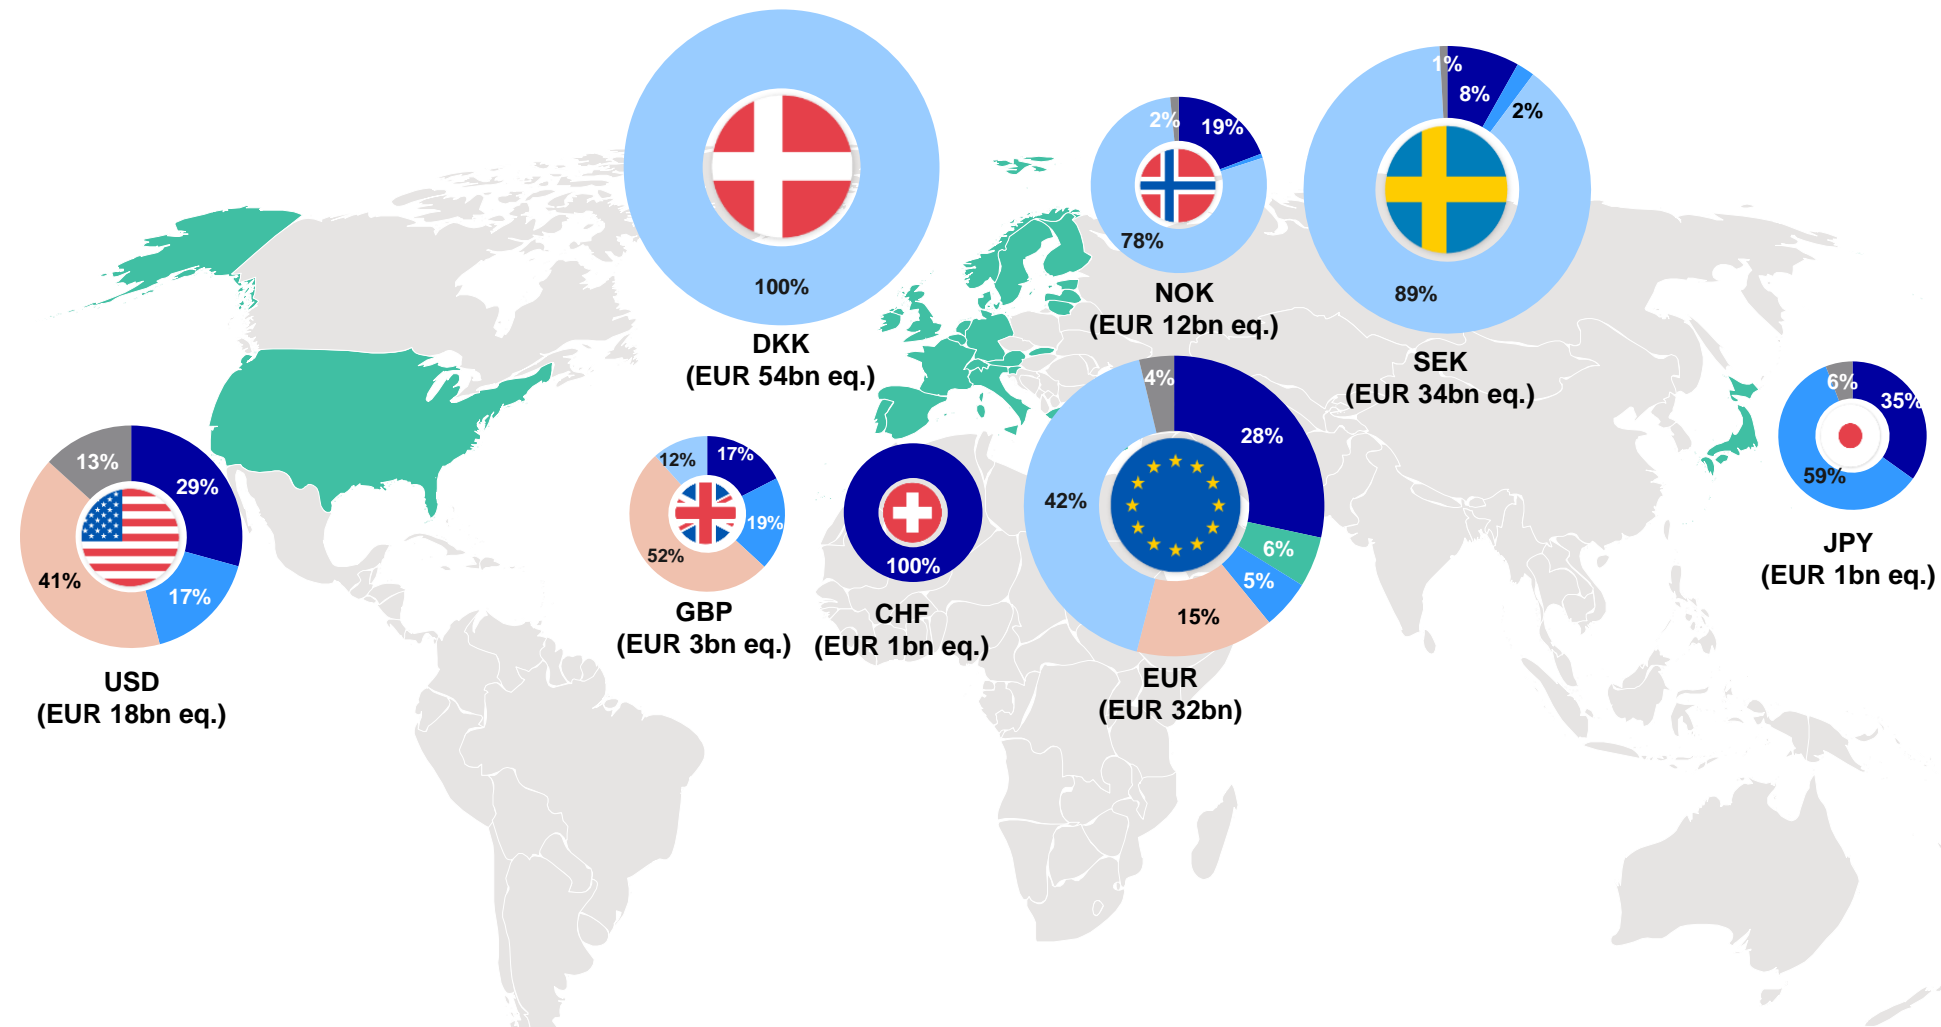 100%
DKK
(EUR 54bn eq.)
2%
19%
78%
NOK
(EUR 12bn eq.)
1%
8%
2%
89%
SEK
(EUR 34bn eq.)
13%
29%
41%
17%
USD
(EUR 18bn eq.)
12%
17%
19%
52%
GBP
(EUR 3bn eq.)
100%
CHF
(EUR 1bn eq.)
4%
28%
42%
6%
5%
15%
EUR
(EUR 32bn)
6%
35%
59%
JPY
(EUR 1bn eq.)